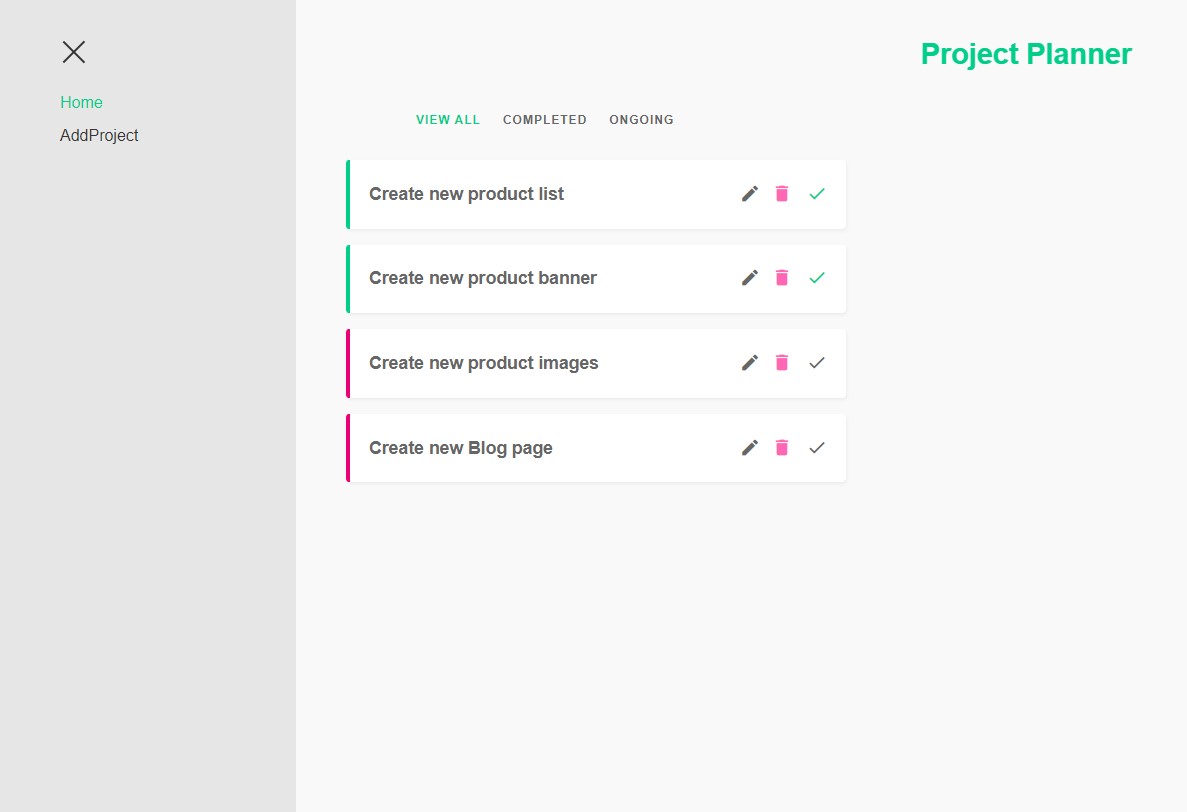 Project Planner
Home
AddProject
VIEW ALL COMPLETED ONGOING
Create new product list
Create new product banner
Create new product images
Create new Blog page